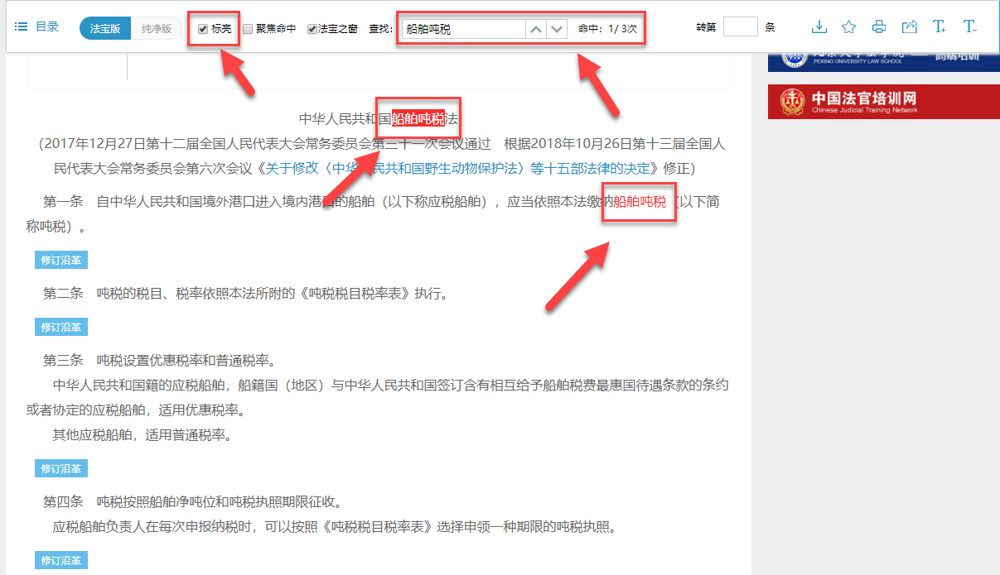 目录 法宝版 纯净版 标亮 聚焦命中 法宝之窗 查找: 船舶吨税 命中: 1/ 3次 转第 条 T+ T-
高端培训
PEKING UNIVERSITY LAW SCHOOL
中国法官培训网
Chinese Judicial Training Network
中华人民共和国船舶吨税法
（2017年12月27日第十二届全国人民代表大会常务委员会第三十一次会议通过 根据2018年10月26日第十三届全国人
民代表大会常务委员会第六次会议《关于修改〈中华人民共和国野生动物保护法〉等十五部法律的决定》修正）
第一条 自中华人民共和国境外港口进入境内港口的船舶（以下称应税船舶），应当依照本法缴纳船舶吨税（以下简
称吨税）。
修订沿革
第二条 吨税的税目、税率依照本法所附的《吨税税目税率表》执行。
修订沿革
第三条 吨税设置优惠税率和普通税率。
中华人民共和国籍的应税船舶，船籍国（地区）与中华人民共和国签订含有相互给予船舶税费最惠国待遇条款的条约
或者协定的应税船舶，适用优惠税率。
其他应税船舶，适用普通税率。
修订沿革
第四条 吨税按照船舶净吨位和吨税执照期限征收。
应税船舶负责人在每次申报纳税时，可以按照《吨税税目税率表》选择申领一种期限的吨税执照。
修订沿革